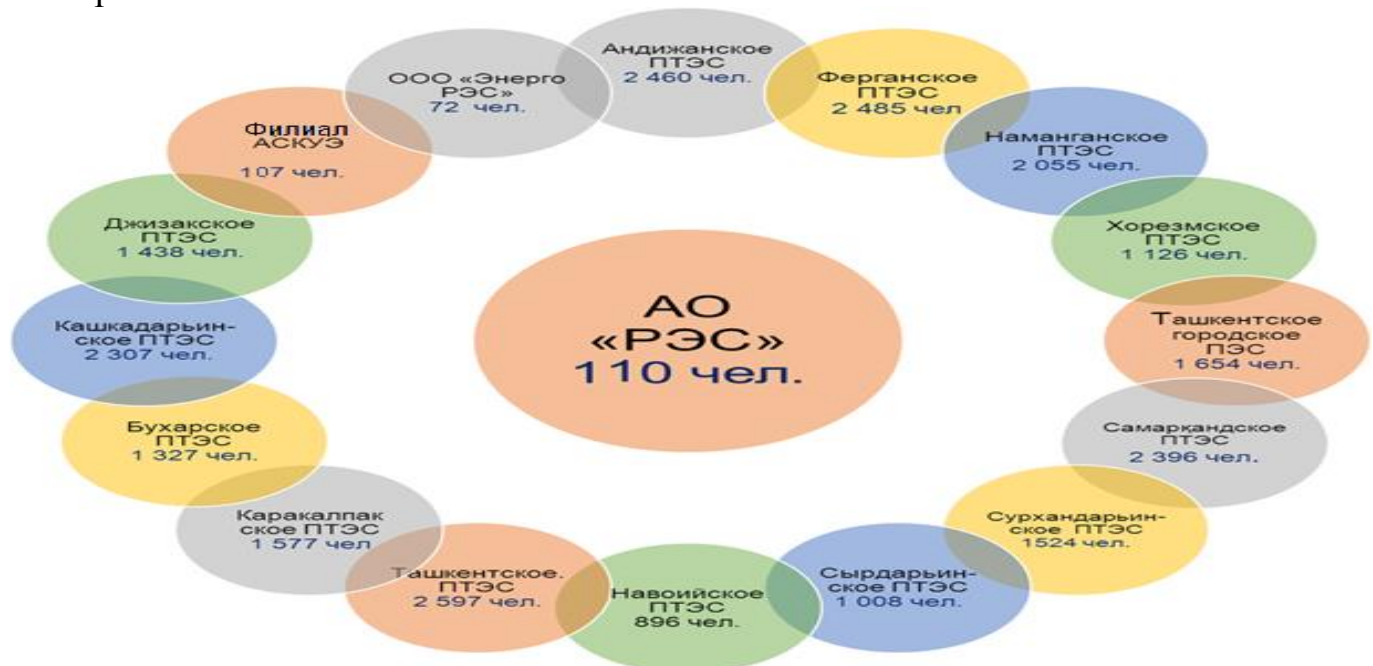 Андижанское
ПТЭС
2 460 чел.
Ферганское
ПТЭС
2 485 чел
Наманганское
ПТЭС
2 055 чел.
Хорезмское
ПТЭС
1 126 чел.
Ташкентское
городское
ПЭС
1 654 чел.
Самаркандское
ПТЭС
2 396 чел.
Сурхандарьин-
ское ПТЭС
1524 чел.
Сырдарьин-
ское ПТЭС
1 008 чел.
Навоийское
ПТЭС
896 чел.
Ташкентское.
ПТЭС
2 597 чел.
Каракалпак
ское ПТЭС
1 577 чел
Бухарское
ПТЭС
1 327 чел.
Кашкадарьин-
ское ПТЭС
2 307 чел.
Джизакское
ПТЭС
1 438 чел.
Филиал
АСКУЭ
107 чел.
ООО «Энерго
РЭС»
72 чел.
АО
«РЭС»
110 чел.